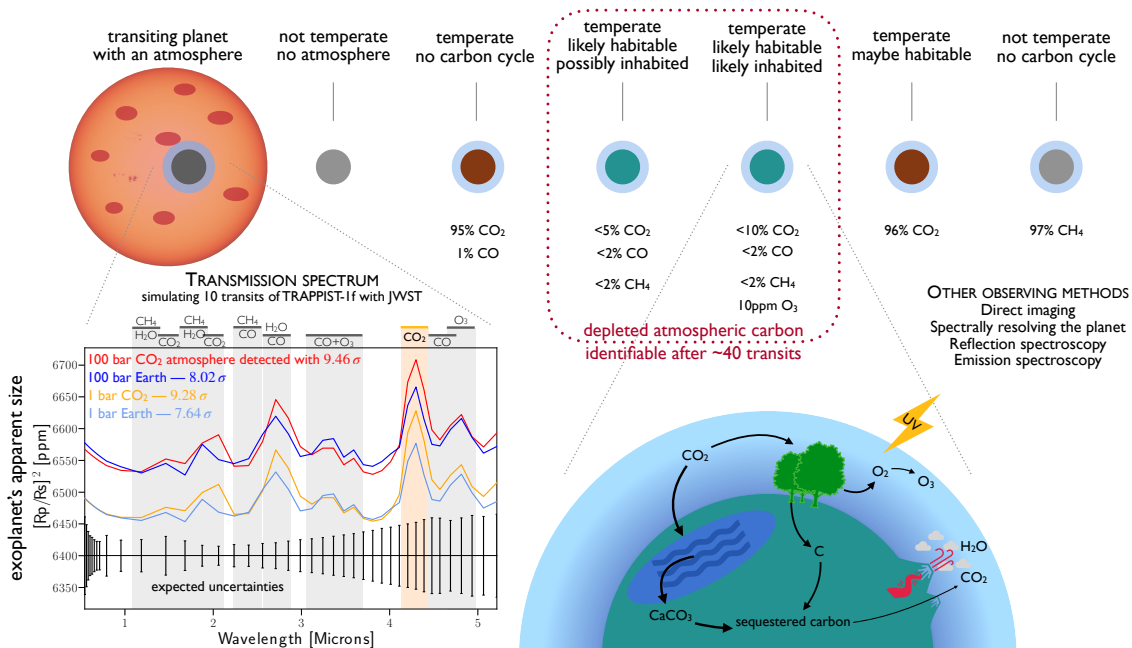 transiting planet
with an atmosphere
not temperate
no atmosphere
temperate
no carbon cycle
temperate
likely habitable
possibly inhabited
temperate
likely habitable
likely inhabited
temperate
maybe habitable
not temperate
no carbon cycle
95% CO₂
1% CO
<5% CO₂
<2% CO
<2% CH₄
<10% CO₂
<2% CO
<2% CH₄
10ppm O₃
96% CO₂
97% CH₄
depleted atmospheric carbon
identifiable after ~40 transits
TRANSMISSION SPECTRUM
simulating 10 transits of TRAPPIST-1f with JWST
OTHER OBSERVING METHODS
Direct imaging
Spectrally resolving the planet
Reflection spectroscopy
Emission spectroscopy
CH₄
H₂O
CO₂
CH₄
H₂O
CO₂
CH₄
CO
H₂O
CO
CO+O₃
CO₂
CO
O₃
100 bar CO₂ atmosphere detected with 9.46 σ
100 bar Earth — 8.02 σ
1 bar CO₂ — 9.28 σ
1 bar Earth — 7.64 σ
exoplanet's apparent size
[Rp/Rs]² [ppm]
6700
6650
6600
6550
6500
6450
6400
6350
expected uncertainties
1
2
3
4
5
Wavelength [Microns]
UV
CO₂
O₂
O₃
C
H₂O
CO₂
CaCO₃
sequestered carbon